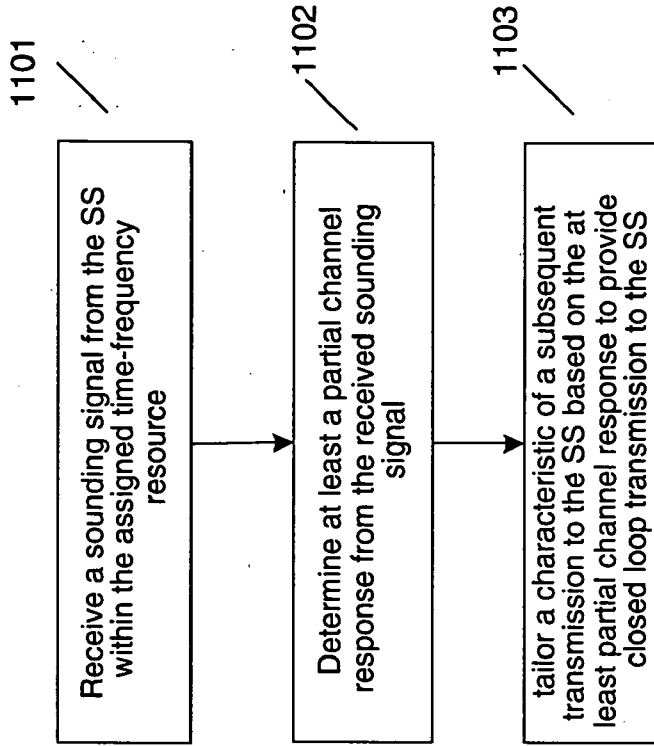 1101
Receive a sounding signal from the SS
within the assigned time-frequency
resource
1102
Determine at least a partial channel
response from the received sounding
signal
1103
tailor a characteristic of a subsequent
transmission to the SS based on the at
least partial channel response to provide
closed loop transmission to the SS